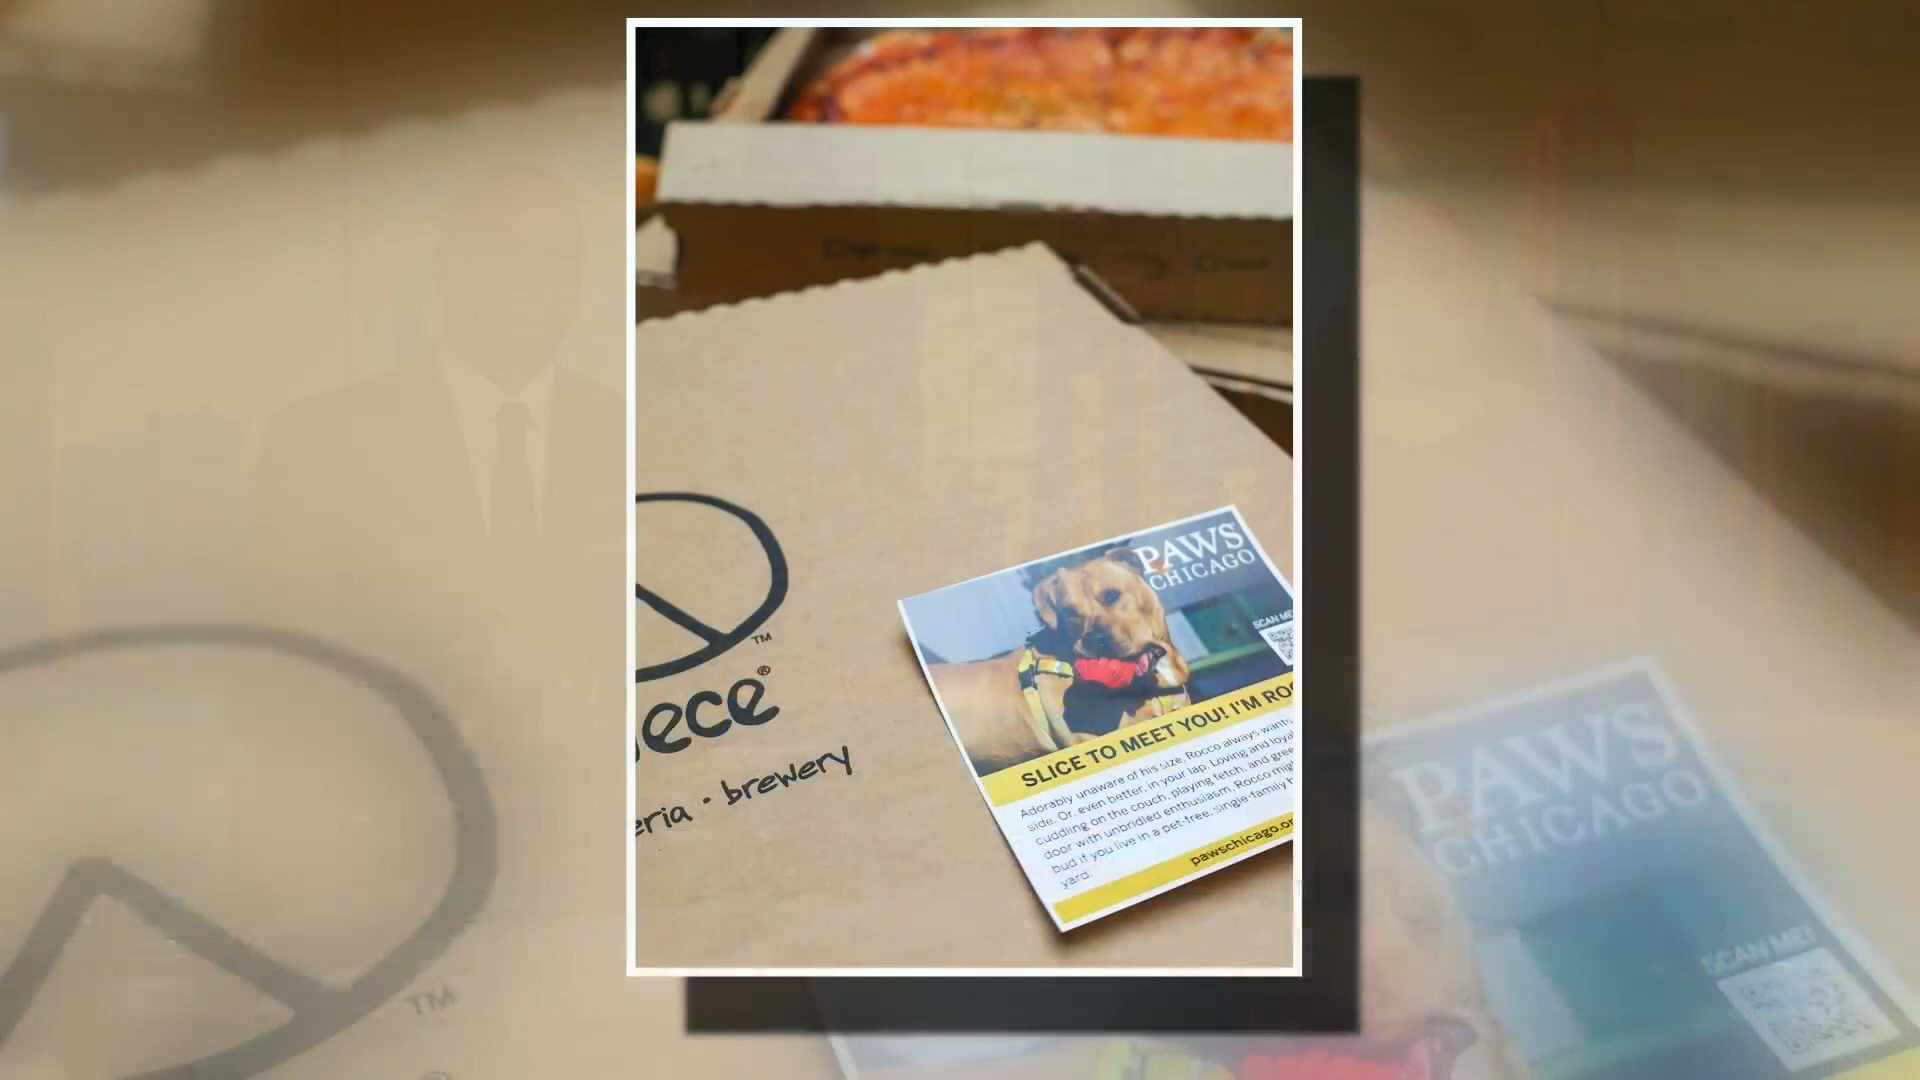 PAWS
CHICAGO
SCAN ME
SLICE TO MEET YOU! I'M ROC
Adorably unaware of his size, Rocco always wants
side. Or, even better, in your lap. Loving and loyal
cuddling on the couch, playing fetch, and gree
door with unbridled enthusiasm. Rocco mig
bud if you live in a pet-free, single-family h
yard.
pawschicago.or
TM
iece®
eria · brewery
PAWS
CHICAGO
SCAN ME!
TM